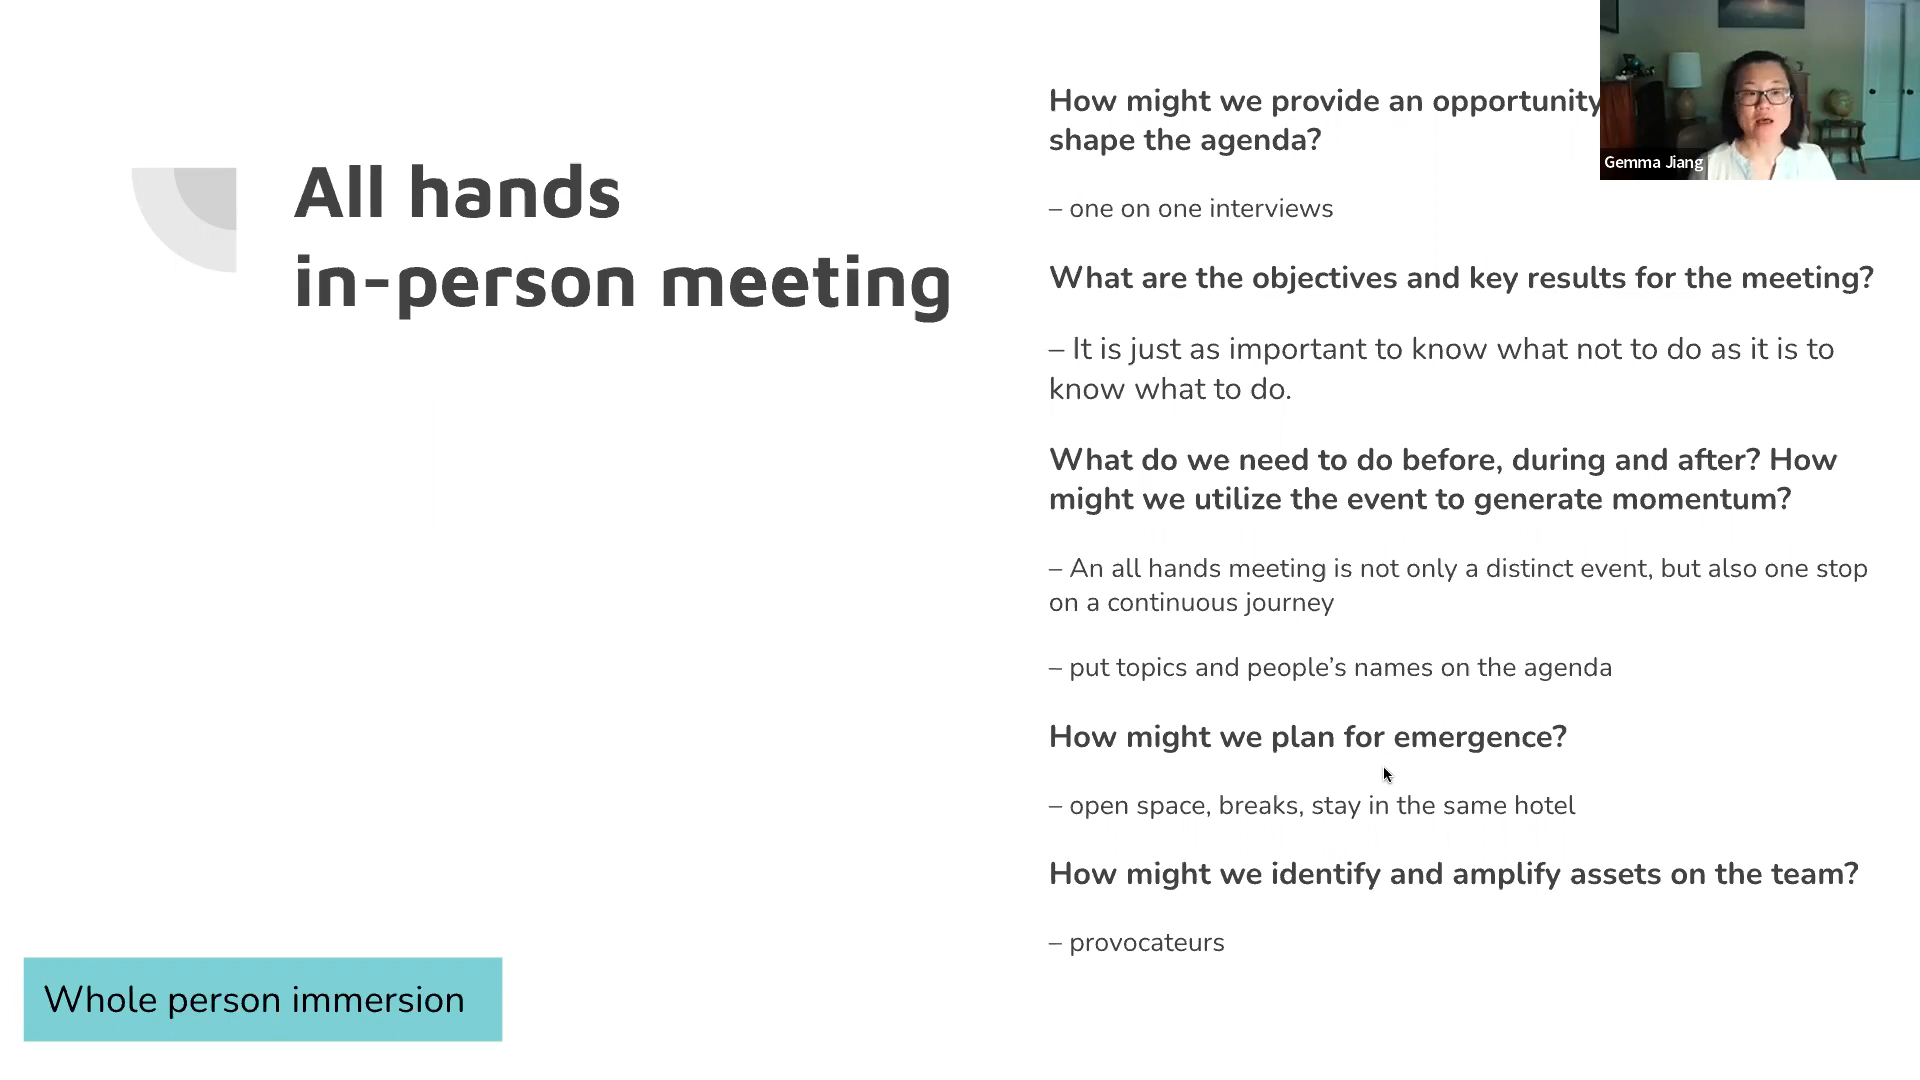 All hands
in-person meeting
Whole person immersion
How might we provide an opportunity
shape the agenda?
– one on one interviews
What are the objectives and key results for the meeting?
– It is just as important to know what not to do as it is to
know what to do.
What do we need to do before, during and after? How
might we utilize the event to generate momentum?
– An all hands meeting is not only a distinct event, but also one stop
on a continuous journey
– put topics and people’s names on the agenda
How might we plan for emergence?
– open space, breaks, stay in the same hotel
How might we identify and amplify assets on the team?
– provocateurs
Gemma Jiang